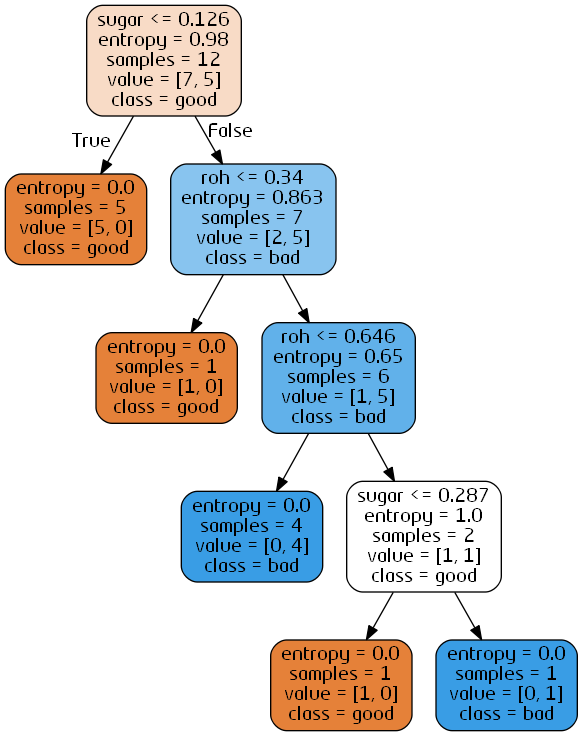 sugar <= 0.126
entropy = 0.98
samples = 12
value = [7, 5]
class = good
True
False
entropy = 0.0
samples = 5
value = [5, 0]
class = good
roh <= 0.34
entropy = 0.863
samples = 7
value = [2, 5]
class = bad
entropy = 0.0
samples = 1
value = [1, 0]
class = good
roh <= 0.646
entropy = 0.65
samples = 6
value = [1, 5]
class = bad
entropy = 0.0
samples = 4
value = [0, 4]
class = bad
sugar <= 0.287
entropy = 1.0
samples = 2
value = [1, 1]
class = good
entropy = 0.0
samples = 1
value = [1, 0]
class = good
entropy = 0.0
samples = 1
value = [0, 1]
class = bad